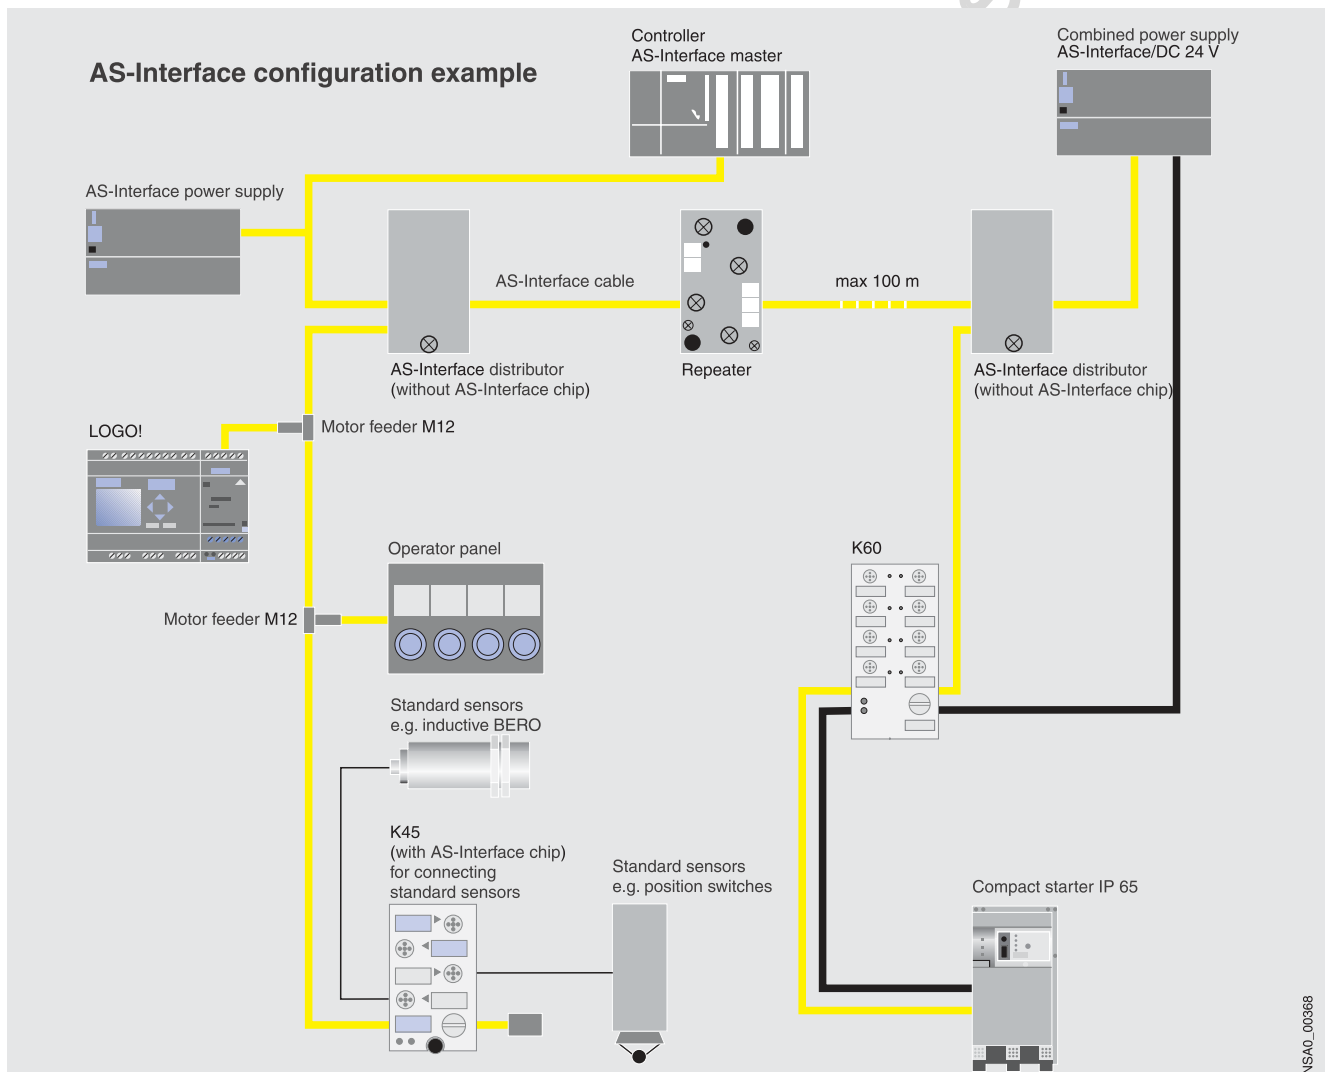 Controller
AS-Interface master
Combined power supply
AS-Interface/DC 24 V
AS-Interface configuration example
AS-Interface power supply
AS-Interface cable
max 100 m
AS-Interface distributor
(without AS-Interface chip)
Repeater
AS-Interface distributor
(without AS-Interface chip)
LOGO!
Motor feeder M12
Operator panel
K60
Motor feeder M12
Standard sensors
e.g. inductive BERO
K45
(with AS-Interface chip)
for connecting
standard sensors
Standard sensors
e.g. position switches
Compact starter IP 65
NSA0_00368